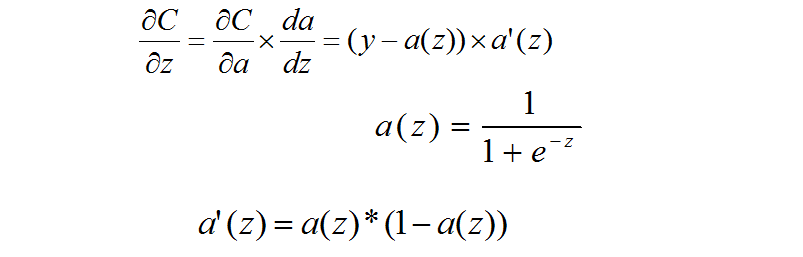 ∂C/∂z = ∂C/∂a × da/dz = (y − a(z)) × a'(z)
a(z) = 1/(1 + e^{−z})
a'(z) = a(z) * (1 − a(z))